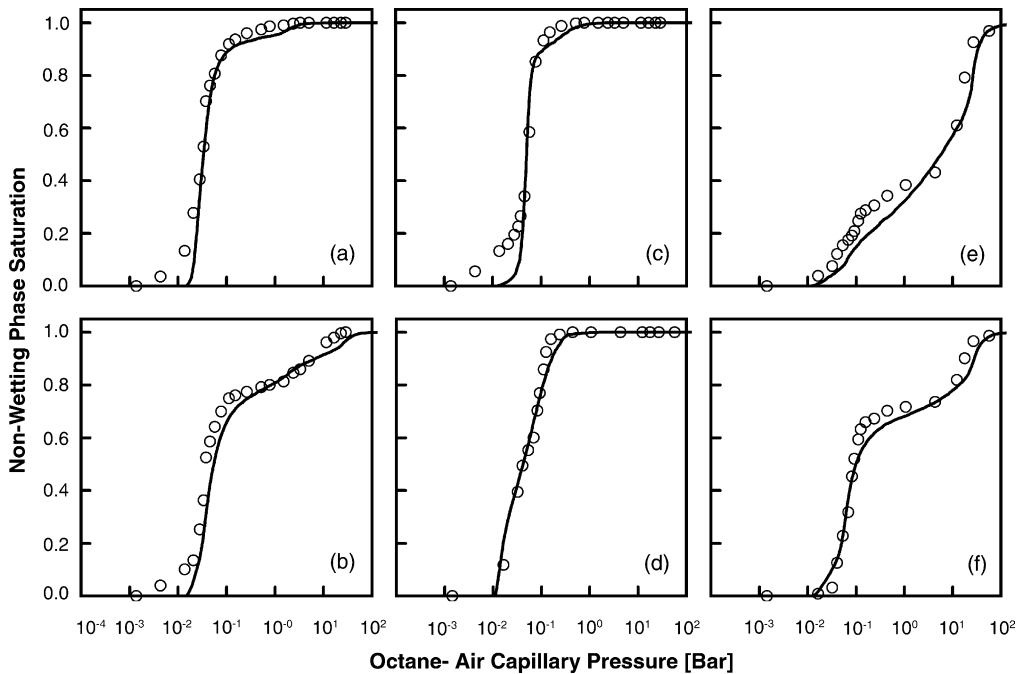 Non-Wetting Phase Saturation
1.0
0.8
0.6
0.4
0.2
0.0
(a)
(c)
(e)
1.0
0.8
0.6
0.4
0.2
0.0
(b)
(d)
(f)
10⁻⁴ 10⁻³ 10⁻² 10⁻¹ 10⁻⁰ 10¹ 10²
10⁻³ 10⁻² 10⁻¹ 10⁰ 10¹ 10²
10⁻³ 10⁻² 10⁻¹ 10⁰ 10¹ 10²
Octane- Air Capillary Pressure [Bar]